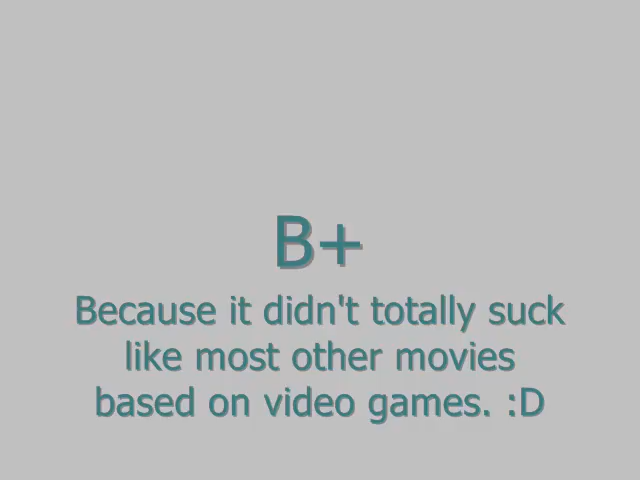 B+
Because it didn't totally suck
like most other movies
based on video games. :D